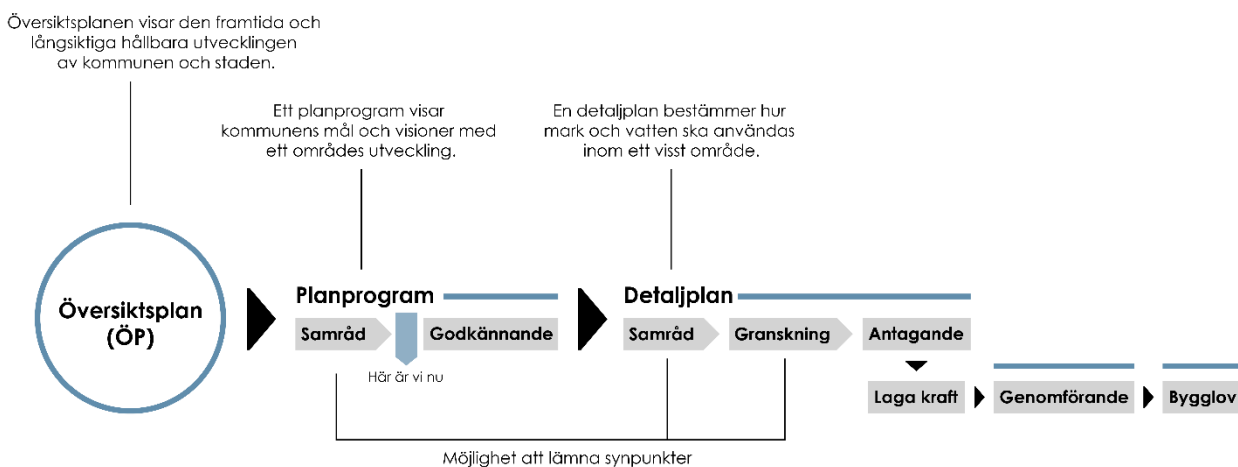 Översiktsplanen visar den framtida och
långsiktiga hållbara utvecklingen
av kommunen och staden.
Ett planprogram visar
kommunens mål och visioner med
ett områdes utveckling.
En detaljplan bestämmer hur
mark och vatten ska användas
inom ett visst område.
Översiktsplan
(ÖP)
Planprogram
Samråd
Godkännande
Här är vi nu
Detaljplan
Samråd
Granskning
Antagande
Laga kraft
Genomförande
Bygglov
Möjlighet att lämna synpunkter